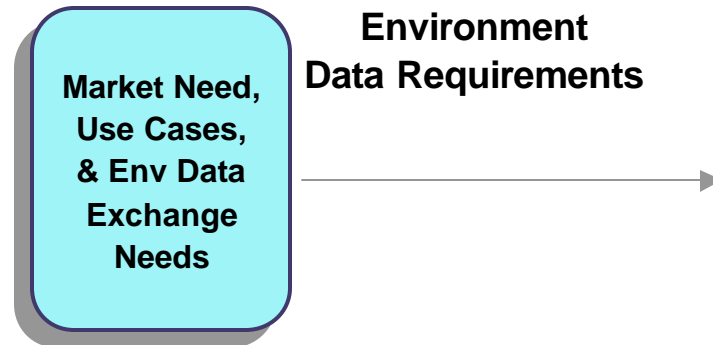 Environment
Data Requirements
Market Need,
Use Cases,
& Env Data
Exchange
Needs